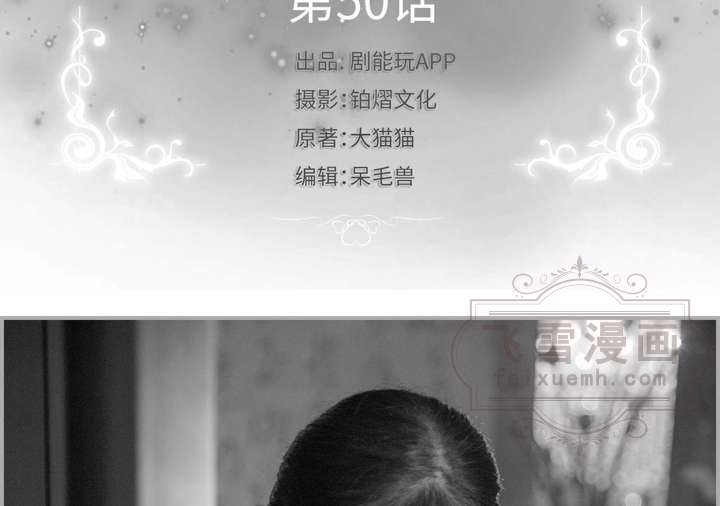 第50话
出品: 剧能玩APP
摄影: 铂熠文化
原著: 大猫猫
编辑: 呆毛兽
飞雪漫画
feixuemh.com